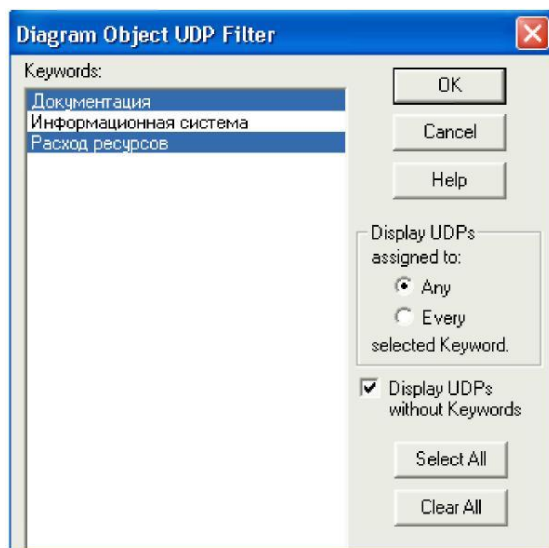 Diagram Object UDP Filter
Keywords:
Документация
Информационная система
Расход ресурсов
OK
Cancel
Help
Display UDPs
assigned to:
Any
Every
selected Keyword.
Display UDPs
without Keywords
Select All
Clear All